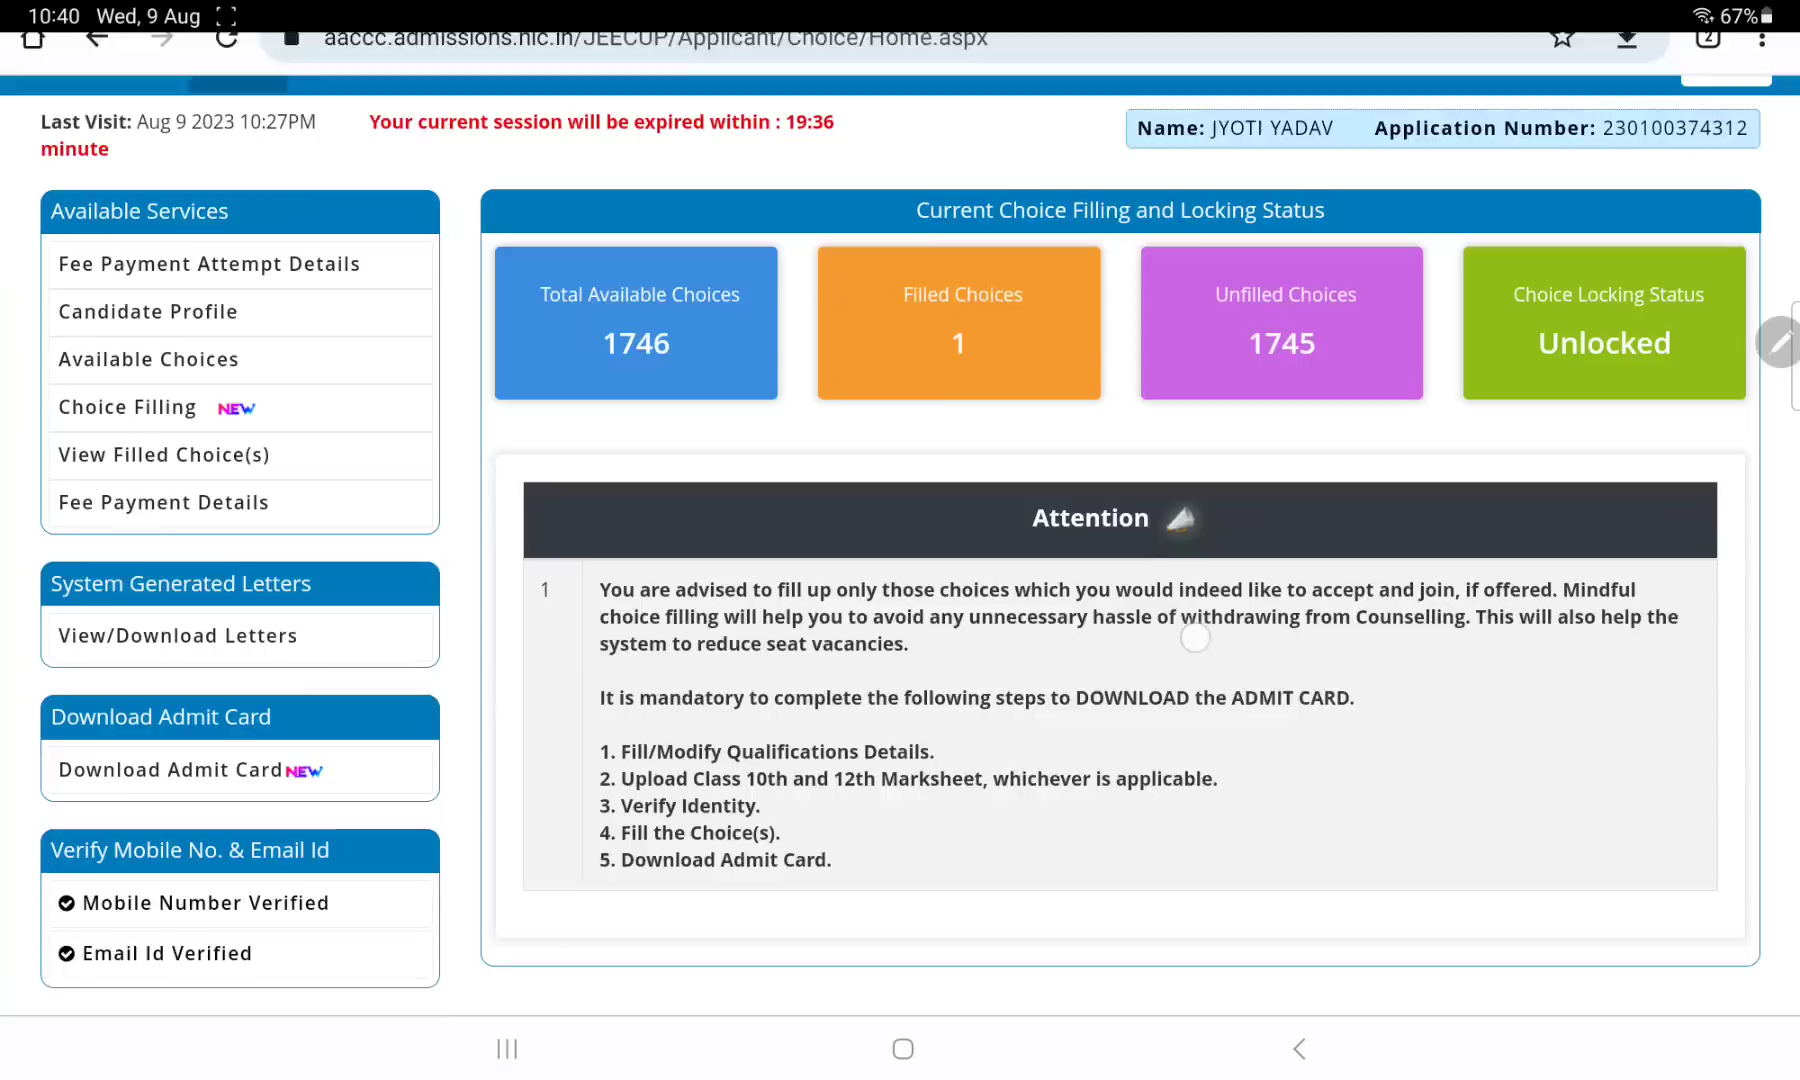 10:40 Wed, 9 Aug
67%
aaccc.admissions.nic.in/JEECUP/Applicant/Choice/Home.aspx
2
Last Visit: Aug 9 2023 10:27PM
Your current session will be expired within : 19:36
minute
Name: JYOTI YADAV Application Number: 230100374312
Available Services
Fee Payment Attempt Details
Candidate Profile
Available Choices
Choice Filling NEW
View Filled Choice(s)
Fee Payment Details
System Generated Letters
View/Download Letters
Download Admit Card
Download Admit Card NEW
Verify Mobile No. & Email Id
Mobile Number Verified
Email Id Verified
Current Choice Filling and Locking Status
Total Available Choices
1746
Filled Choices
1
Unfilled Choices
1745
Choice Locking Status
Unlocked
Attention
1 You are advised to fill up only those choices which you would indeed like to accept and join, if offered. Mindful
choice filling will help you to avoid any unnecessary hassle of withdrawing from Counselling. This will also help the
system to reduce seat vacancies.
It is mandatory to complete the following steps to DOWNLOAD the ADMIT CARD.
1. Fill/Modify Qualifications Details.
2. Upload Class 10th and 12th Marksheet, whichever is applicable.
3. Verify Identity.
4. Fill the Choice(s).
5. Download Admit Card.